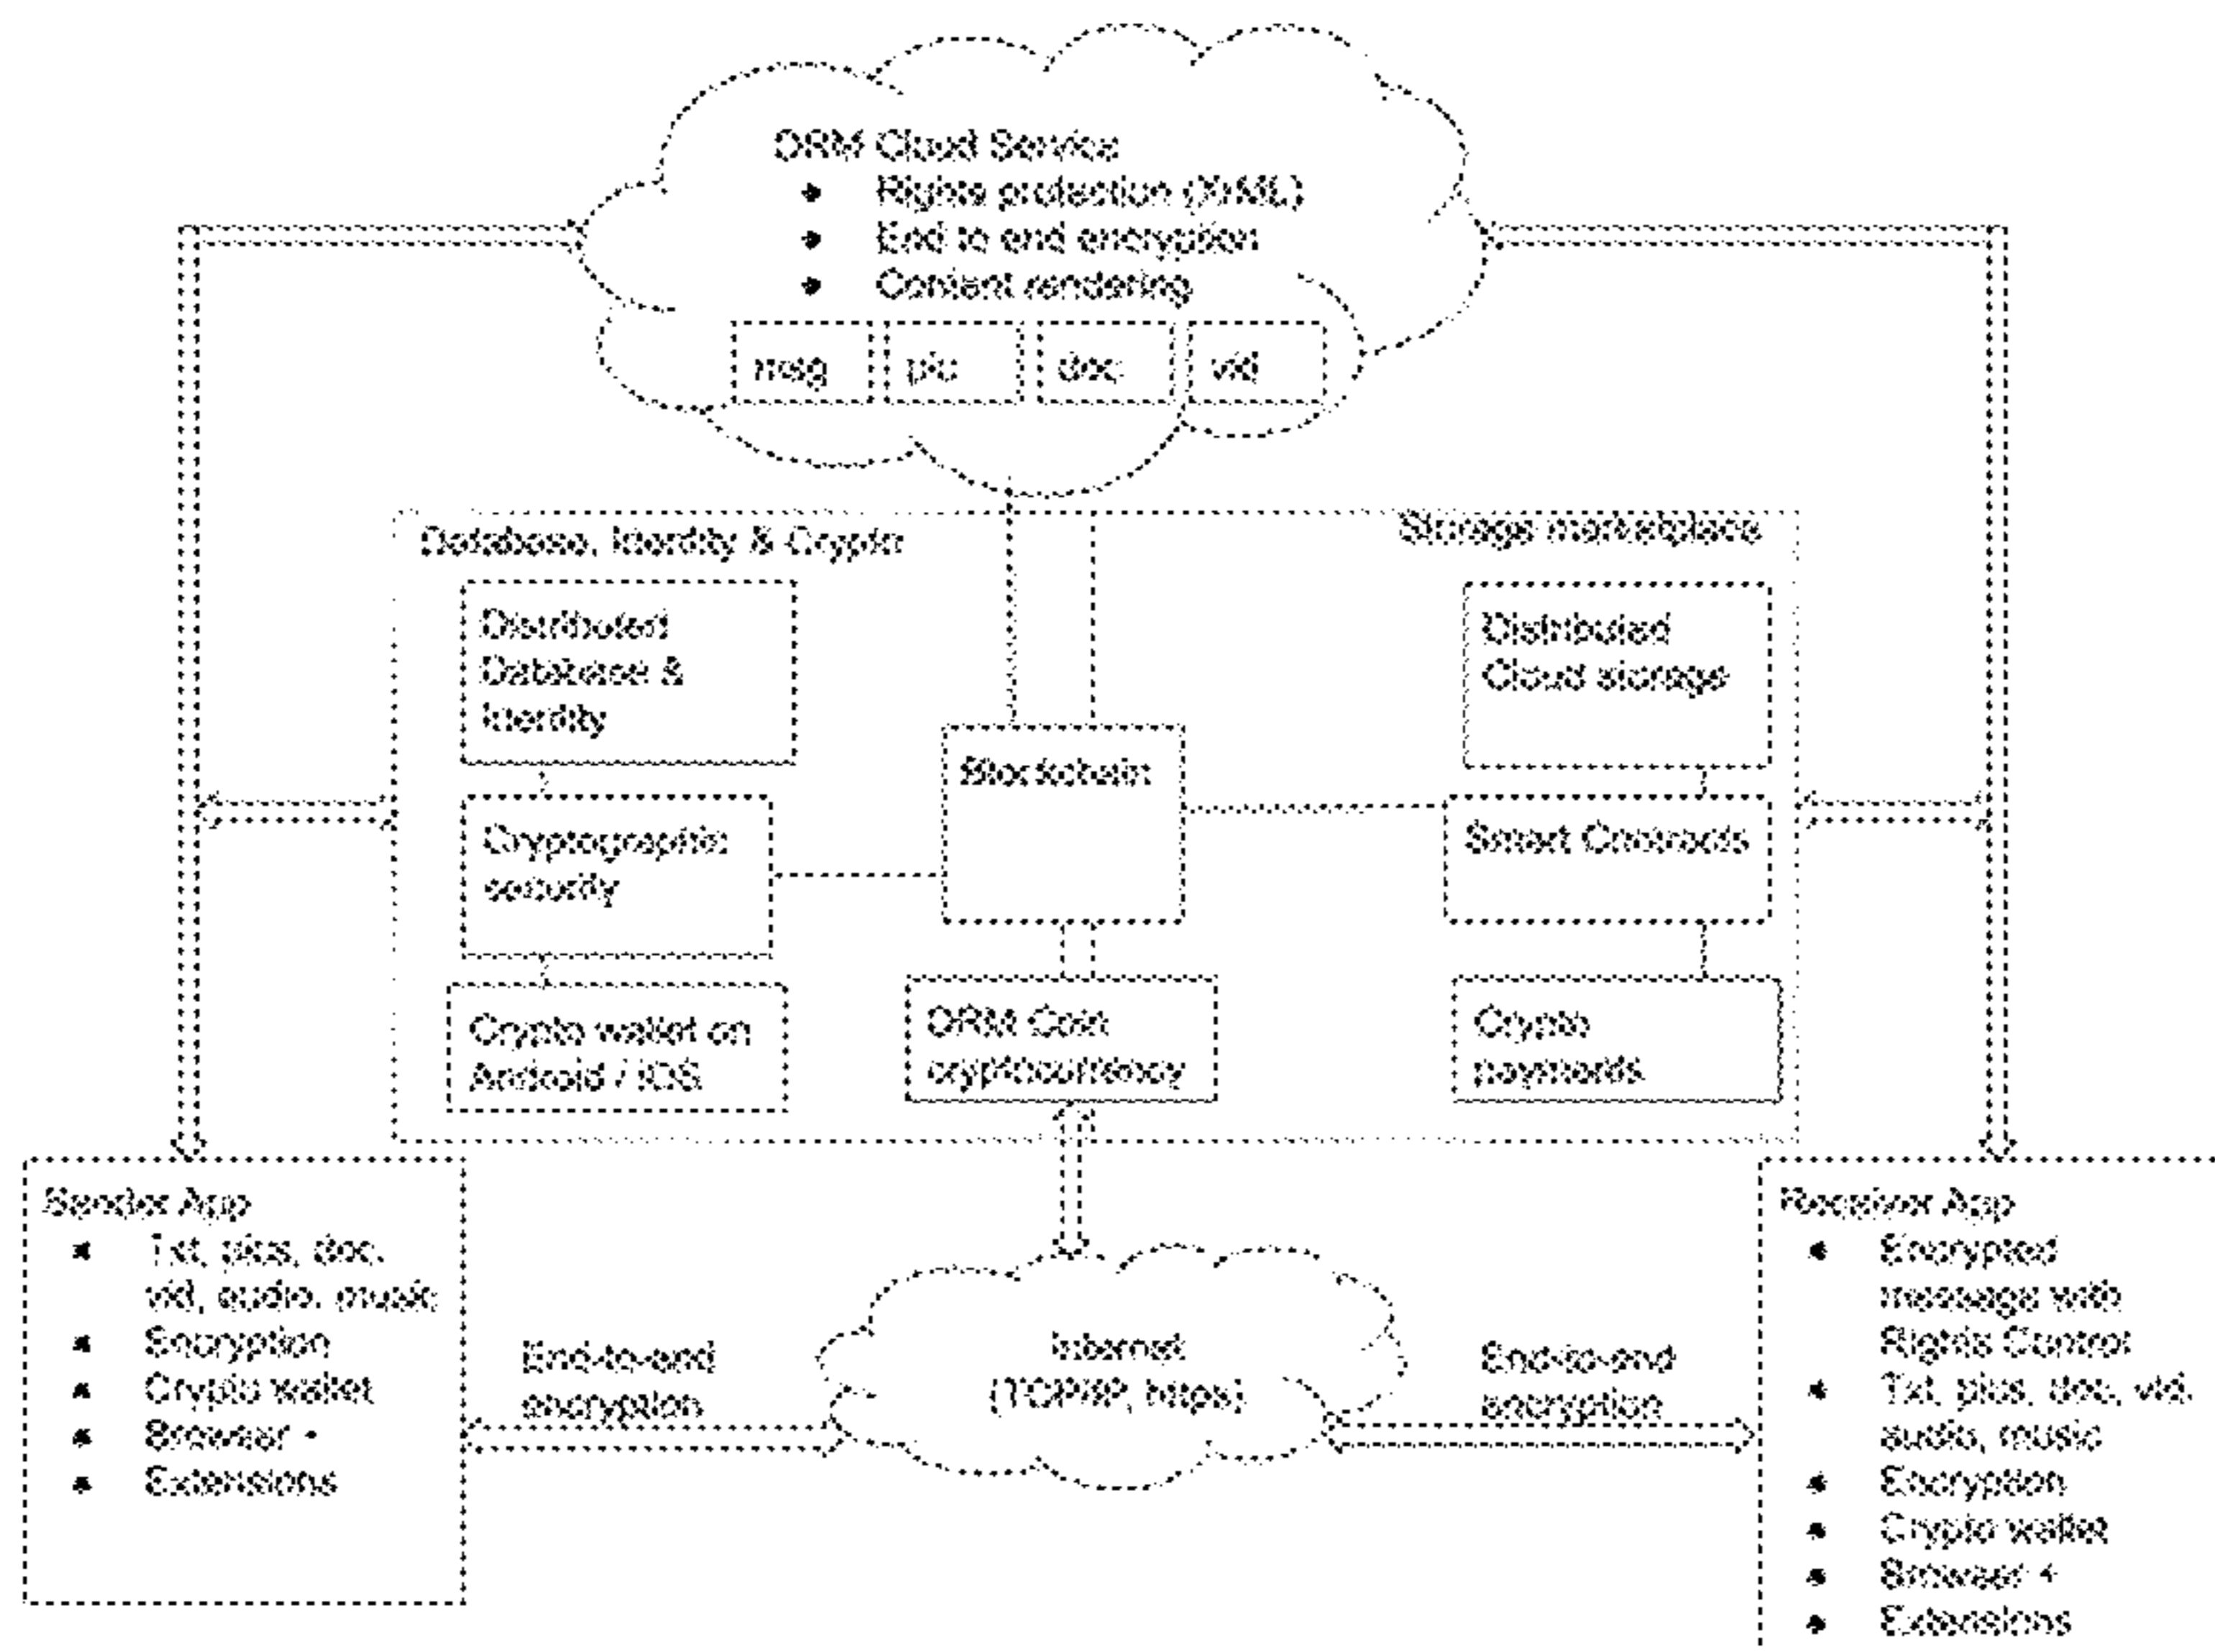 DRM Cloud Service
Rights protection (XrML)
End to end encryption
Content rendering
msg
pic
doc
vid
Database, Identity & Crypto
Storage marketplace
Distributed
Database &
Identity
Distributed
Cloud storage
Blockchain
Cryptographic
security
Smart Contracts
Crypto wallet on
Android / iOS
DRM Coin
cryptocurrency
Crypto
payments
Sender App
Txt, pics, doc,
vid, audio, music
Encryption
Crypto wallet
Browser +
Extensions
End-to-end
encryption
Internet
(TCP/IP, https)
End-to-end
encryption
Receiver App
Encrypted
message with
Rights Control
Txt, pics, doc, vid,
audio, music
Encryption
Crypto wallet
Browser +
Extensions